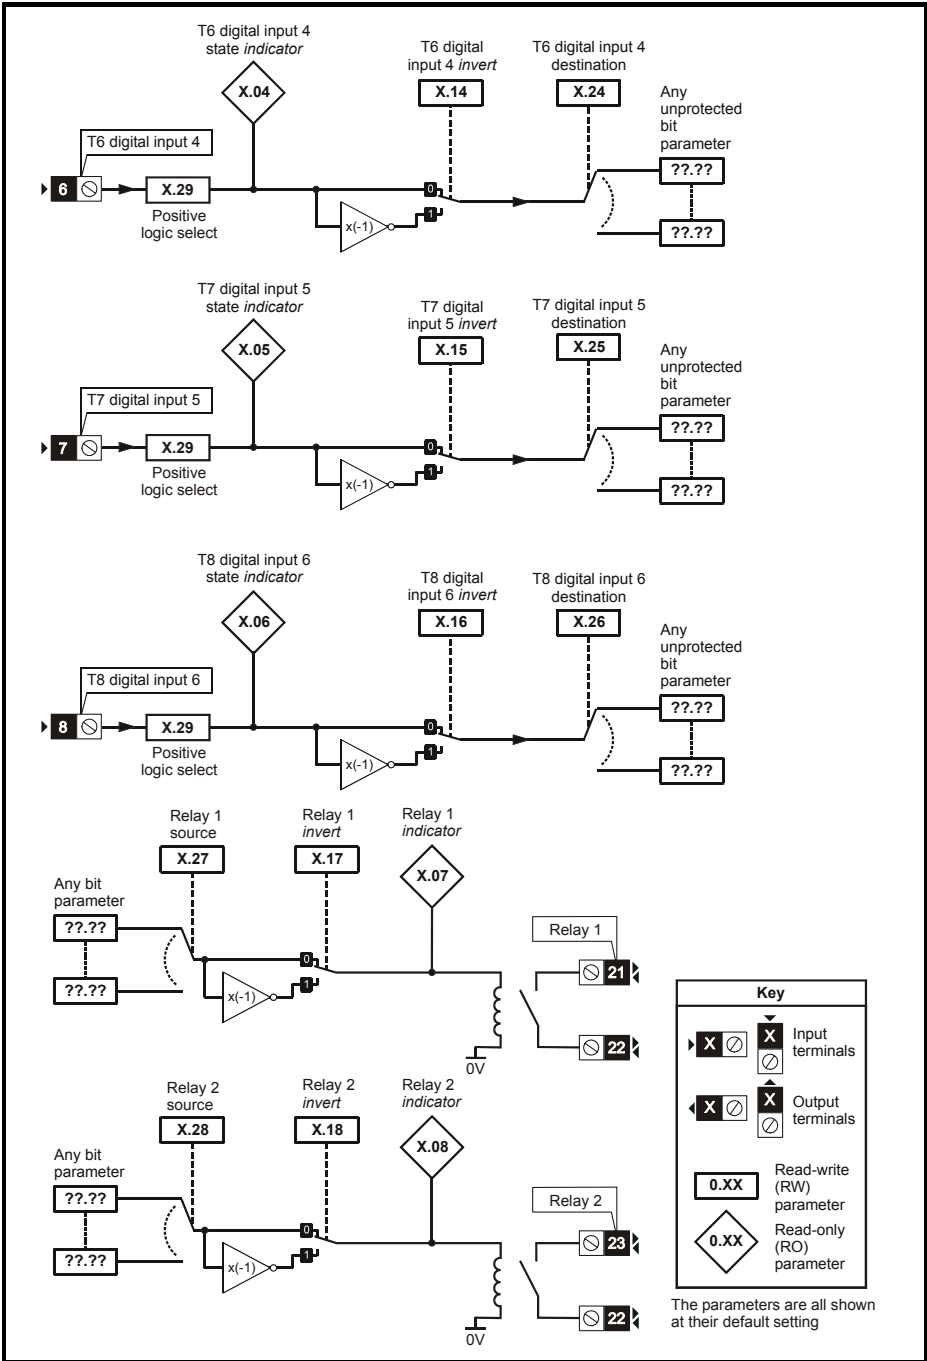 T6 digital input 4
state indicator
X.04
T6 digital
input 4 invert
X.14
T6 digital input 4
destination
X.24
Any
unprotected
bit
parameter
??.??
??.??
T6 digital input 4
6
X.29
Positive
logic select
0
1
x(-1)
T7 digital input 5
state indicator
X.05
T7 digital
input 5 invert
X.15
T7 digital input 5
destination
X.25
Any
unprotected
bit
parameter
??.??
??.??
T7 digital input 5
7
X.29
Positive
logic select
0
1
x(-1)
T8 digital input 6
state indicator
X.06
T8 digital
input 6 invert
X.16
T8 digital input 6
destination
X.26
Any
unprotected
bit
parameter
??.??
??.??
T8 digital input 6
8
X.29
Positive
logic select
0
1
x(-1)
Relay 1
source
X.27
Relay 1
invert
X.17
Relay 1
indicator
X.07
Any bit
parameter
??.??
??.??
0
1
x(-1)
0V
Relay 1
21
22
Relay 2
source
X.28
Relay 2
invert
X.18
Relay 2
indicator
X.08
Any bit
parameter
??.??
??.??
0
1
x(-1)
0V
Relay 2
23
22
Key
X
X
Input
terminals
X
X
Output
terminals
0.XX
Read-write
(RW)
parameter
0.XX
Read-only
(RO)
parameter
The parameters are all shown
at their default setting